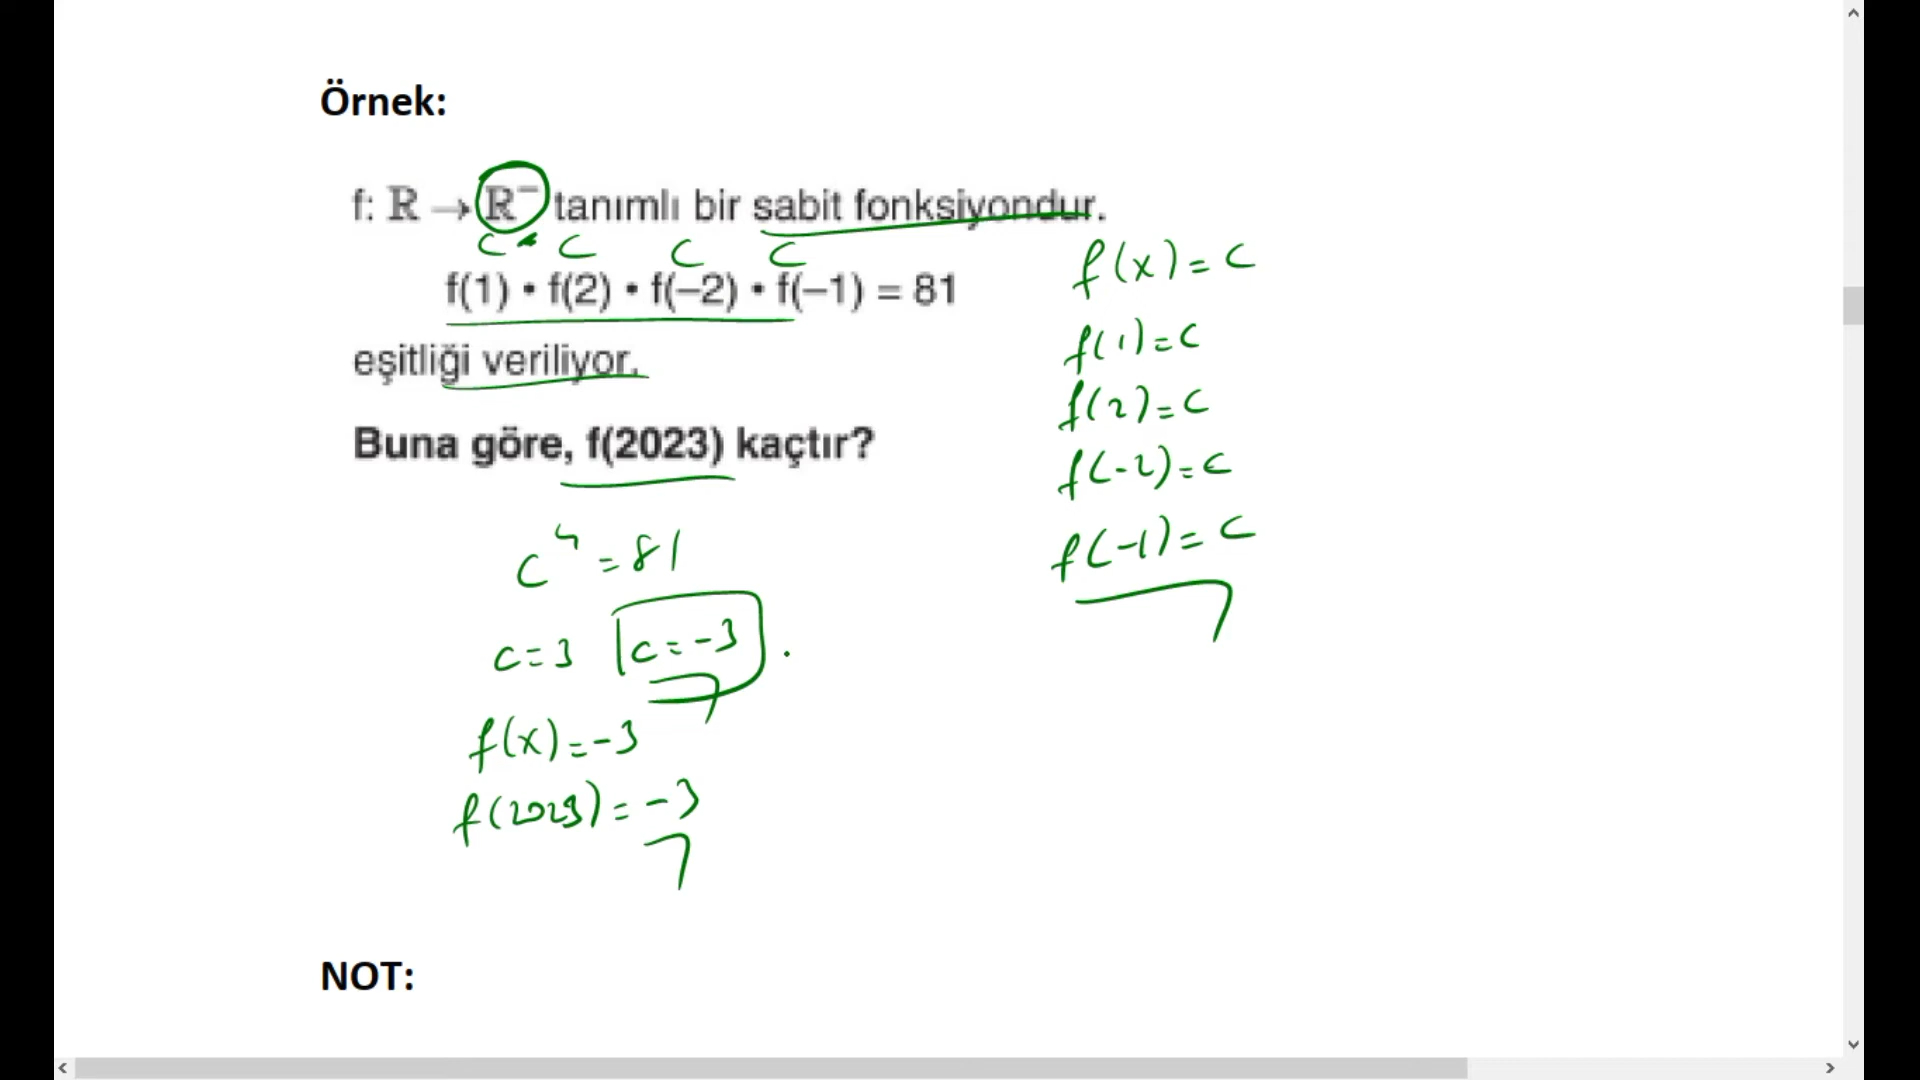 Örnek:
f: ℝ → ℝ⁻ tanımlı bir sabit fonksiyondur.
c • c c c
f(1) • f(2) • f(–2) • f(–1) = 81
eşitliği veriliyor.
Buna göre, f(2023) kaçtır?
c⁴ = 81
c = 3 c = -3
f(x) = -3
f(2023) = -3
f(x) = c
f(1) = c
f(2) = c
f(-2) = c
f(-1) = c
NOT: